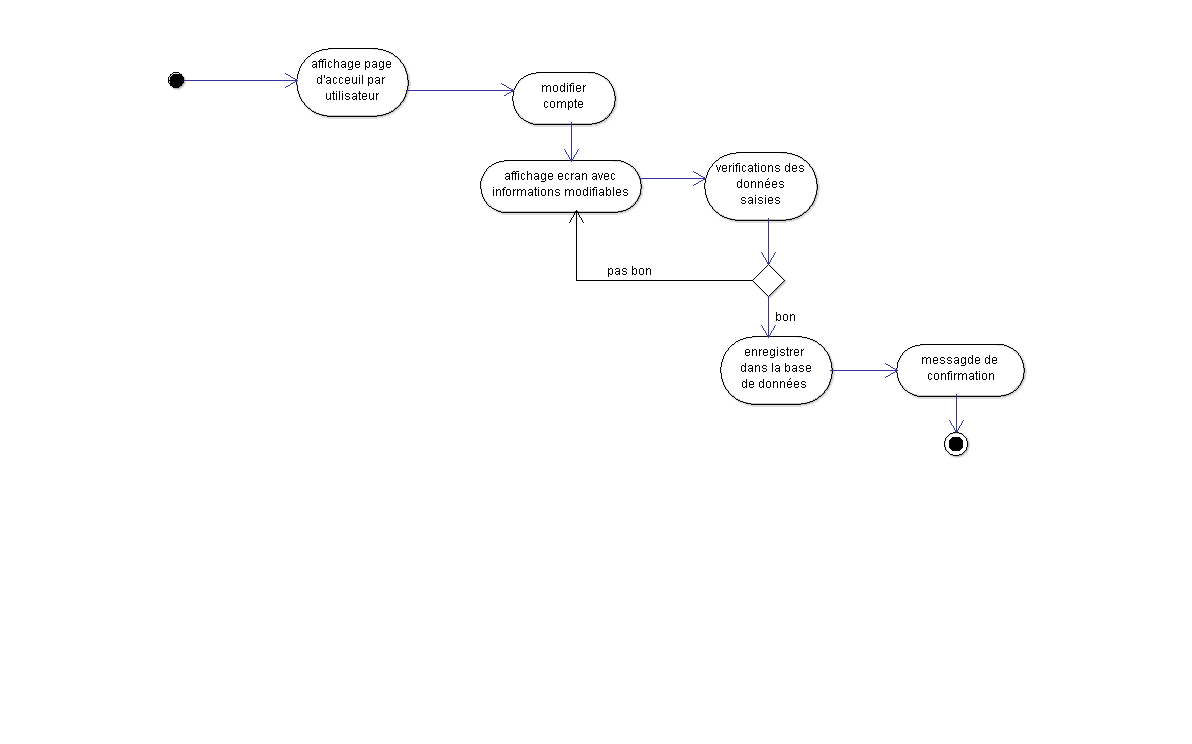 affichage page
d'acceuil par
utilisateur
modifier
compte
affichage ecran avec
informations modifiables
verifications des
données
saisies
pas bon
bon
enregistrer
dans la base
de données
messagde de
confirmation